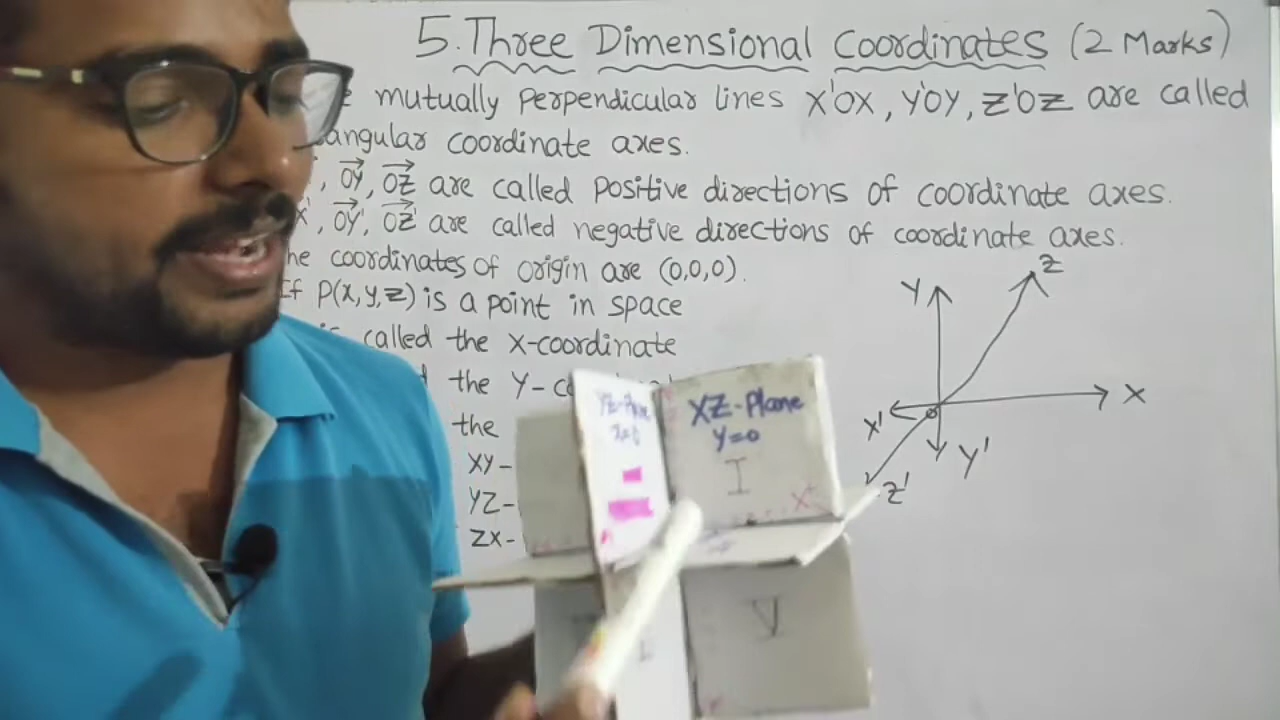 5. Three Dimensional Coordinates (2 Marks)
mutually perpendicular lines X'OX, Y'OY, Z'OZ are called
angular coordinate axes.
, OY, OZ are called positive directions of coordinate axes.
X', OY', OZ' are called negative directions of coordinate axes.
he coordinates of origin are (0,0,0).
If P(x,y,z) is a point in space
called the X-coordinate
the Y-
the
XY-
YZ-
ZX-
Y
Z
X
X'
Y'
Z'
XZ-Plane
y=0
I
X
V